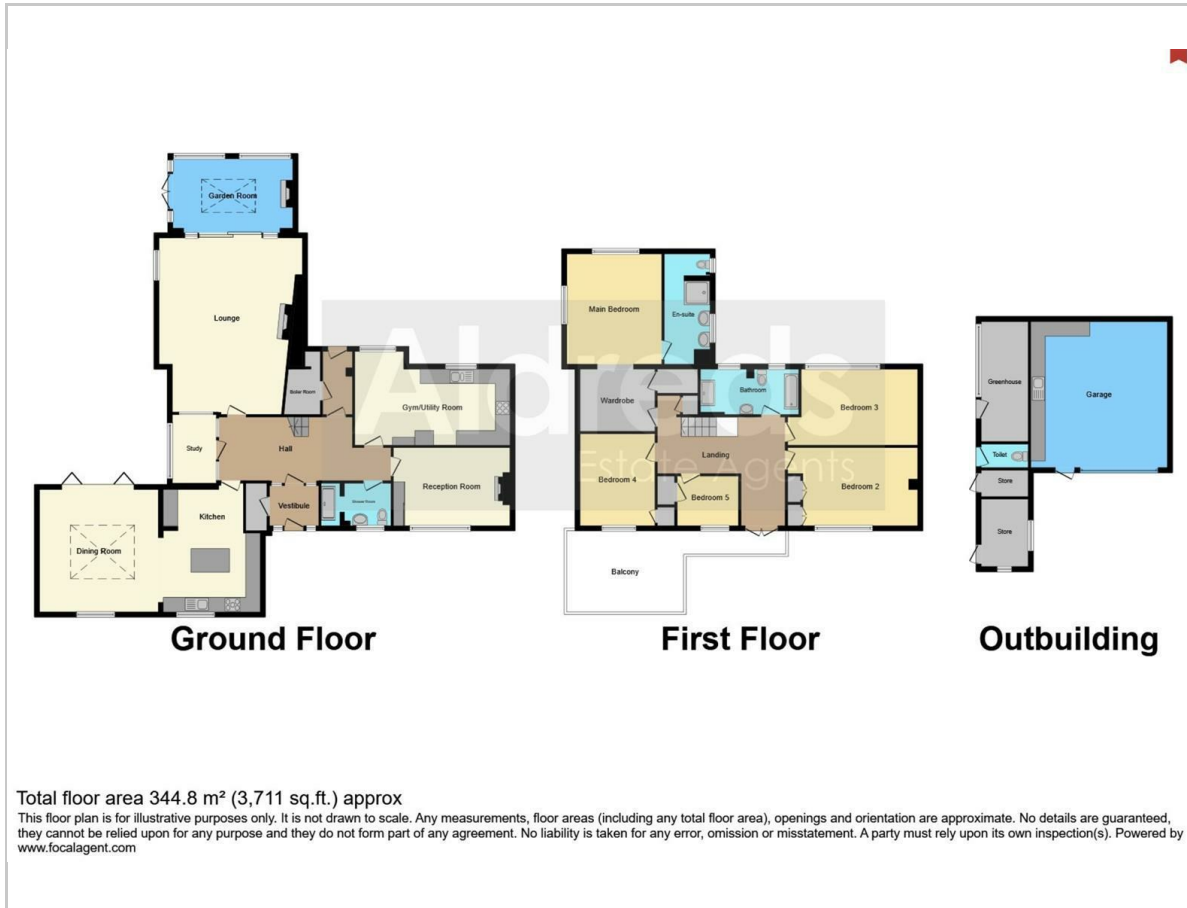 Garden Room
Lounge
Boiler Room
Gym/Utility Room
Study
Hall
Reception Room
Vestibule
Shower Room
Kitchen
Dining Room
Ground Floor
Main Bedroom
En-suite
Wardrobe
Bathroom
Bedroom 3
Landing
Bedroom 4
Bedroom 5
Bedroom 2
Balcony
First Floor
Greenhouse
Garage
Toilet
Store
Store
Outbuilding
Aldreds
Estate Agents
Total floor area 344.8 m² (3,711 sq.ft.) approx
This floor plan is for illustrative purposes only. It is not drawn to scale. Any measurements, floor areas (including any total floor area), openings and orientation are approximate. No details are guaranteed,
they cannot be relied upon for any purpose and they do not form part of any agreement. No liability is taken for any error, omission or misstatement. A party must rely upon its own inspection(s). Powered by
www.focalagent.com